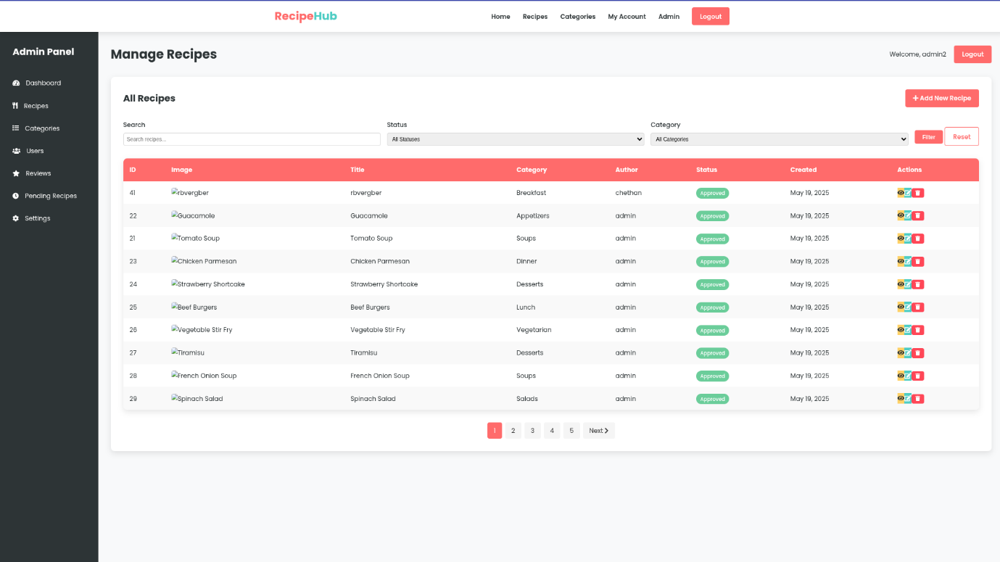 RecipeHub Home Recipes Categories My Account Admin Logout
Admin Panel
Dashboard
Recipes
Categories
Users
Reviews
Pending Recipes
Settings
Manage Recipes Welcome, admin2 Logout
All Recipes Add New Recipe
Search Status Category
Search recipes... All Statuses All Categories Filter Reset
ID Image Title Category Author Status Created Actions
41 rbvergber rbvergber Breakfast chethan Approved May 19, 2025
22 Guacamole Guacamole Appetizers admin Approved May 19, 2025
21 Tomato Soup Tomato Soup Soups admin Approved May 19, 2025
23 Chicken Parmesan Chicken Parmesan Dinner admin Approved May 19, 2025
24 Strawberry Shortcake Strawberry Shortcake Desserts admin Approved May 19, 2025
25 Beef Burgers Beef Burgers Lunch admin Approved May 19, 2025
26 Vegetable Stir Fry Vegetable Stir Fry Vegetarian admin Approved May 19, 2025
27 Tiramisu Tiramisu Desserts admin Approved May 19, 2025
28 French Onion Soup French Onion Soup Soups admin Approved May 19, 2025
29 Spinach Salad Spinach Salad Salads admin Approved May 19, 2025
1 2 3 4 5 Next